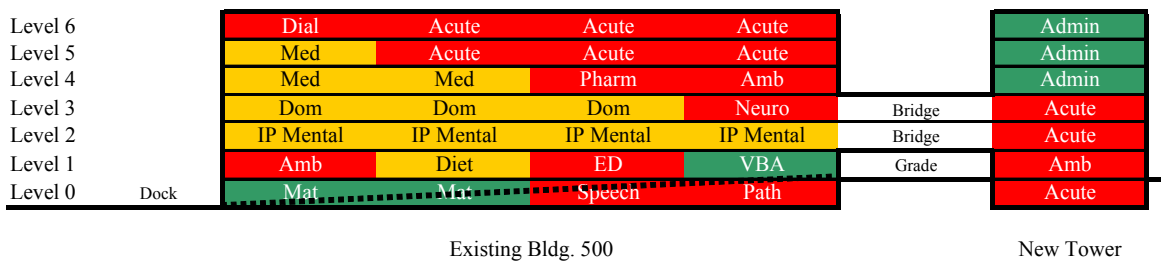 Level 6 Dial Acute Acute Acute Admin
Level 5 Med Acute Acute Acute Admin
Level 4 Med Med Pharm Amb Admin
Level 3 Dom Dom Dom Neuro Bridge Acute
Level 2 IP Mental IP Mental IP Mental IP Mental Bridge Acute
Level 1 Amb Diet ED VBA Grade Amb
Level 0 Dock Mat Mat Speech Path Acute
Existing Bldg. 500 New Tower